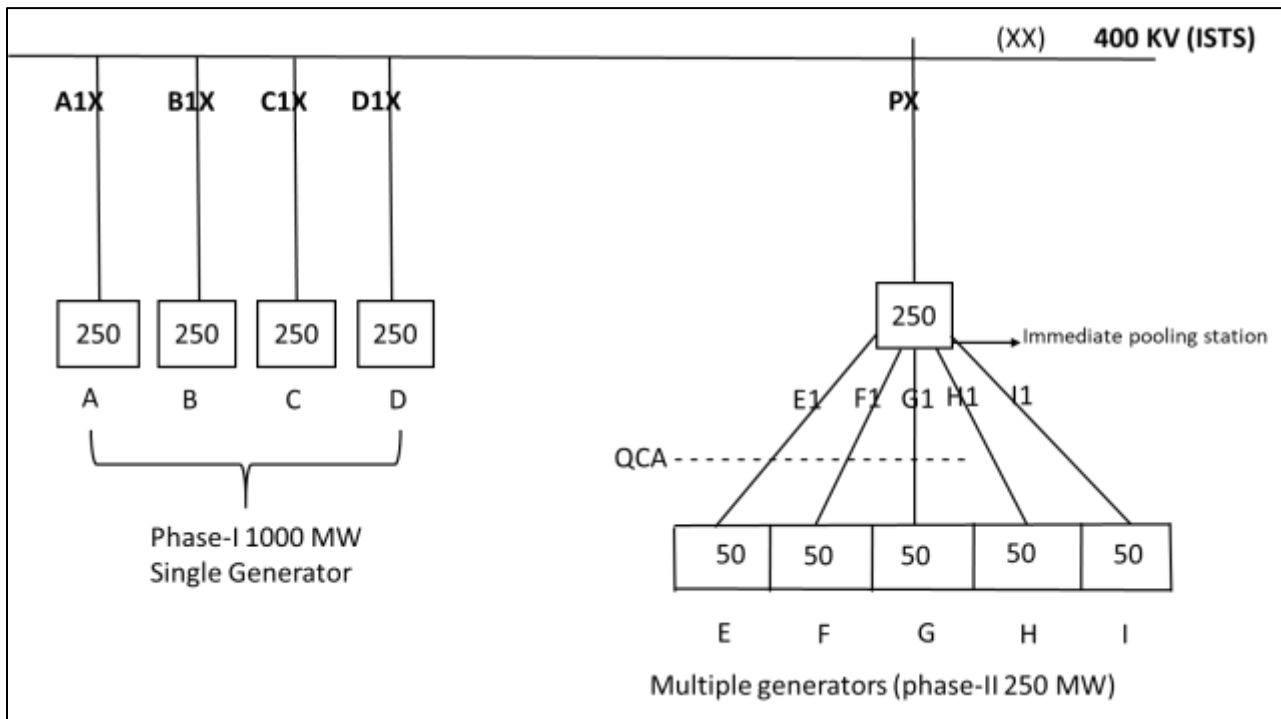 (XX) 400 KV (ISTS)
A1X B1X C1X D1X PX
250 250 250 250 250
Immediate pooling station
A B C D
E1 F1 G1 H1 I1
QCA
Phase-I 1000 MW
Single Generator
50 50 50 50 50
E F G H I
Multiple generators (phase-II 250 MW)